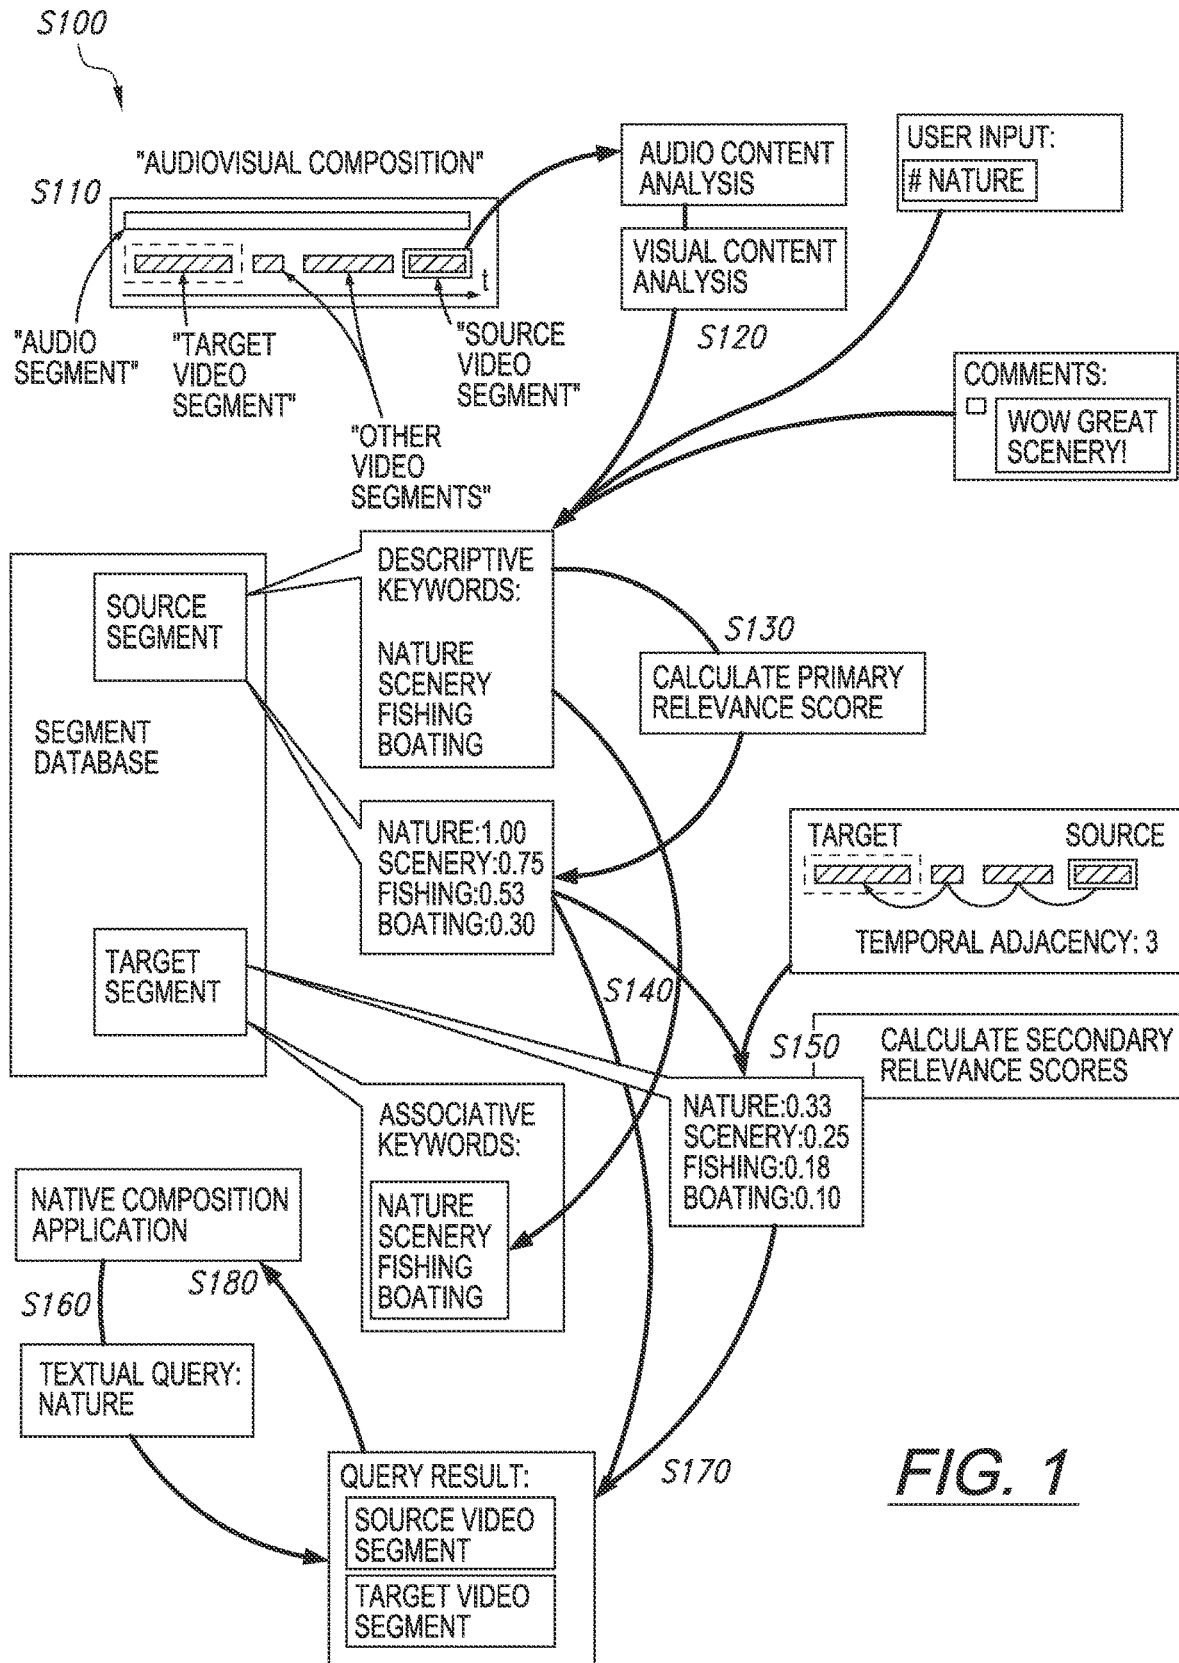 S100
"AUDIOVISUAL COMPOSITION"
S110
t
"AUDIO
SEGMENT"
"TARGET
VIDEO
SEGMENT"
"OTHER
VIDEO
SEGMENTS"
"SOURCE
VIDEO
SEGMENT"
AUDIO CONTENT
ANALYSIS
VISUAL CONTENT
ANALYSIS
S120
USER INPUT:
# NATURE
COMMENTS:
WOW GREAT
SCENERY!
SOURCE
SEGMENT
SEGMENT
DATABASE
TARGET
SEGMENT
DESCRIPTIVE
KEYWORDS:
NATURE
SCENERY
FISHING
BOATING
S130
CALCULATE PRIMARY
RELEVANCE SCORE
NATURE:1.00
SCENERY:0.75
FISHING:0.53
BOATING:0.30
TARGET
SOURCE
TEMPORAL ADJACENCY: 3
S140
S150
CALCULATE SECONDARY
RELEVANCE SCORES
NATURE:0.33
SCENERY:0.25
FISHING:0.18
BOATING:0.10
ASSOCIATIVE
KEYWORDS:
NATURE
SCENERY
FISHING
BOATING
NATIVE COMPOSITION
APPLICATION
S160
S180
TEXTUAL QUERY:
NATURE
QUERY RESULT:
SOURCE VIDEO
SEGMENT
TARGET VIDEO
SEGMENT
S170
FIG. 1